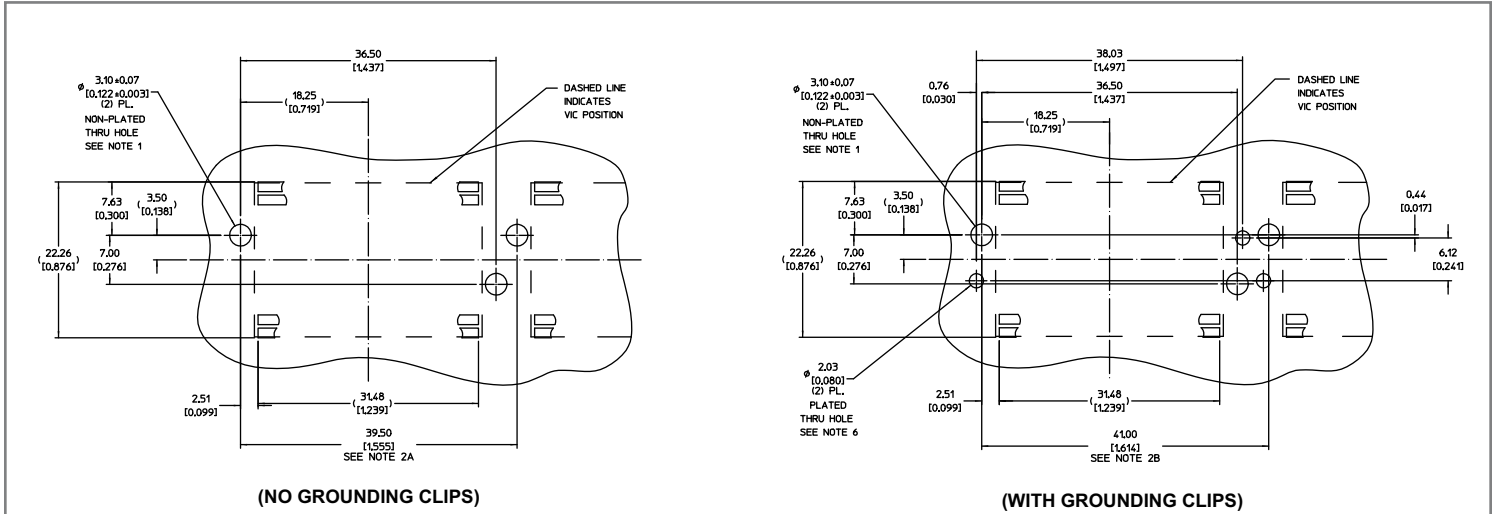 36.50
[1.437]
3.10±0.07
ø [0.122±0.003]
(2) PL.
NON-PLATED
THRU HOLE
SEE NOTE 1
(18.25
[0.719])
DASHED LINE
INDICATES
VIC POSITION
7.63
[0.300]
(3.50
[0.138])
(22.26
[0.876])
7.00
[0.276]
2.51
[0.099]
(31.48
[1.239])
39.50
[1.555]
SEE NOTE 2A
(NO GROUNDING CLIPS)
38.03
[1.497]
0.76
[0.030]
36.50
[1.437]
3.10±0.07
ø [0.122±0.003]
(2) PL.
NON-PLATED
THRU HOLE
SEE NOTE 1
(18.25
[0.719])
DASHED LINE
INDICATES
VIC POSITION
7.63
[0.300]
(3.50
[0.138])
0.44
[0.017]
(22.26
[0.876])
7.00
[0.276]
6.12
[0.241]
ø 2.03
[0.080]
(2) PL.
PLATED
THRU HOLE
SEE NOTE 6
2.51
[0.099]
(31.48
[1.239])
41.00
[1.614]
SEE NOTE 2B
(WITH GROUNDING CLIPS)